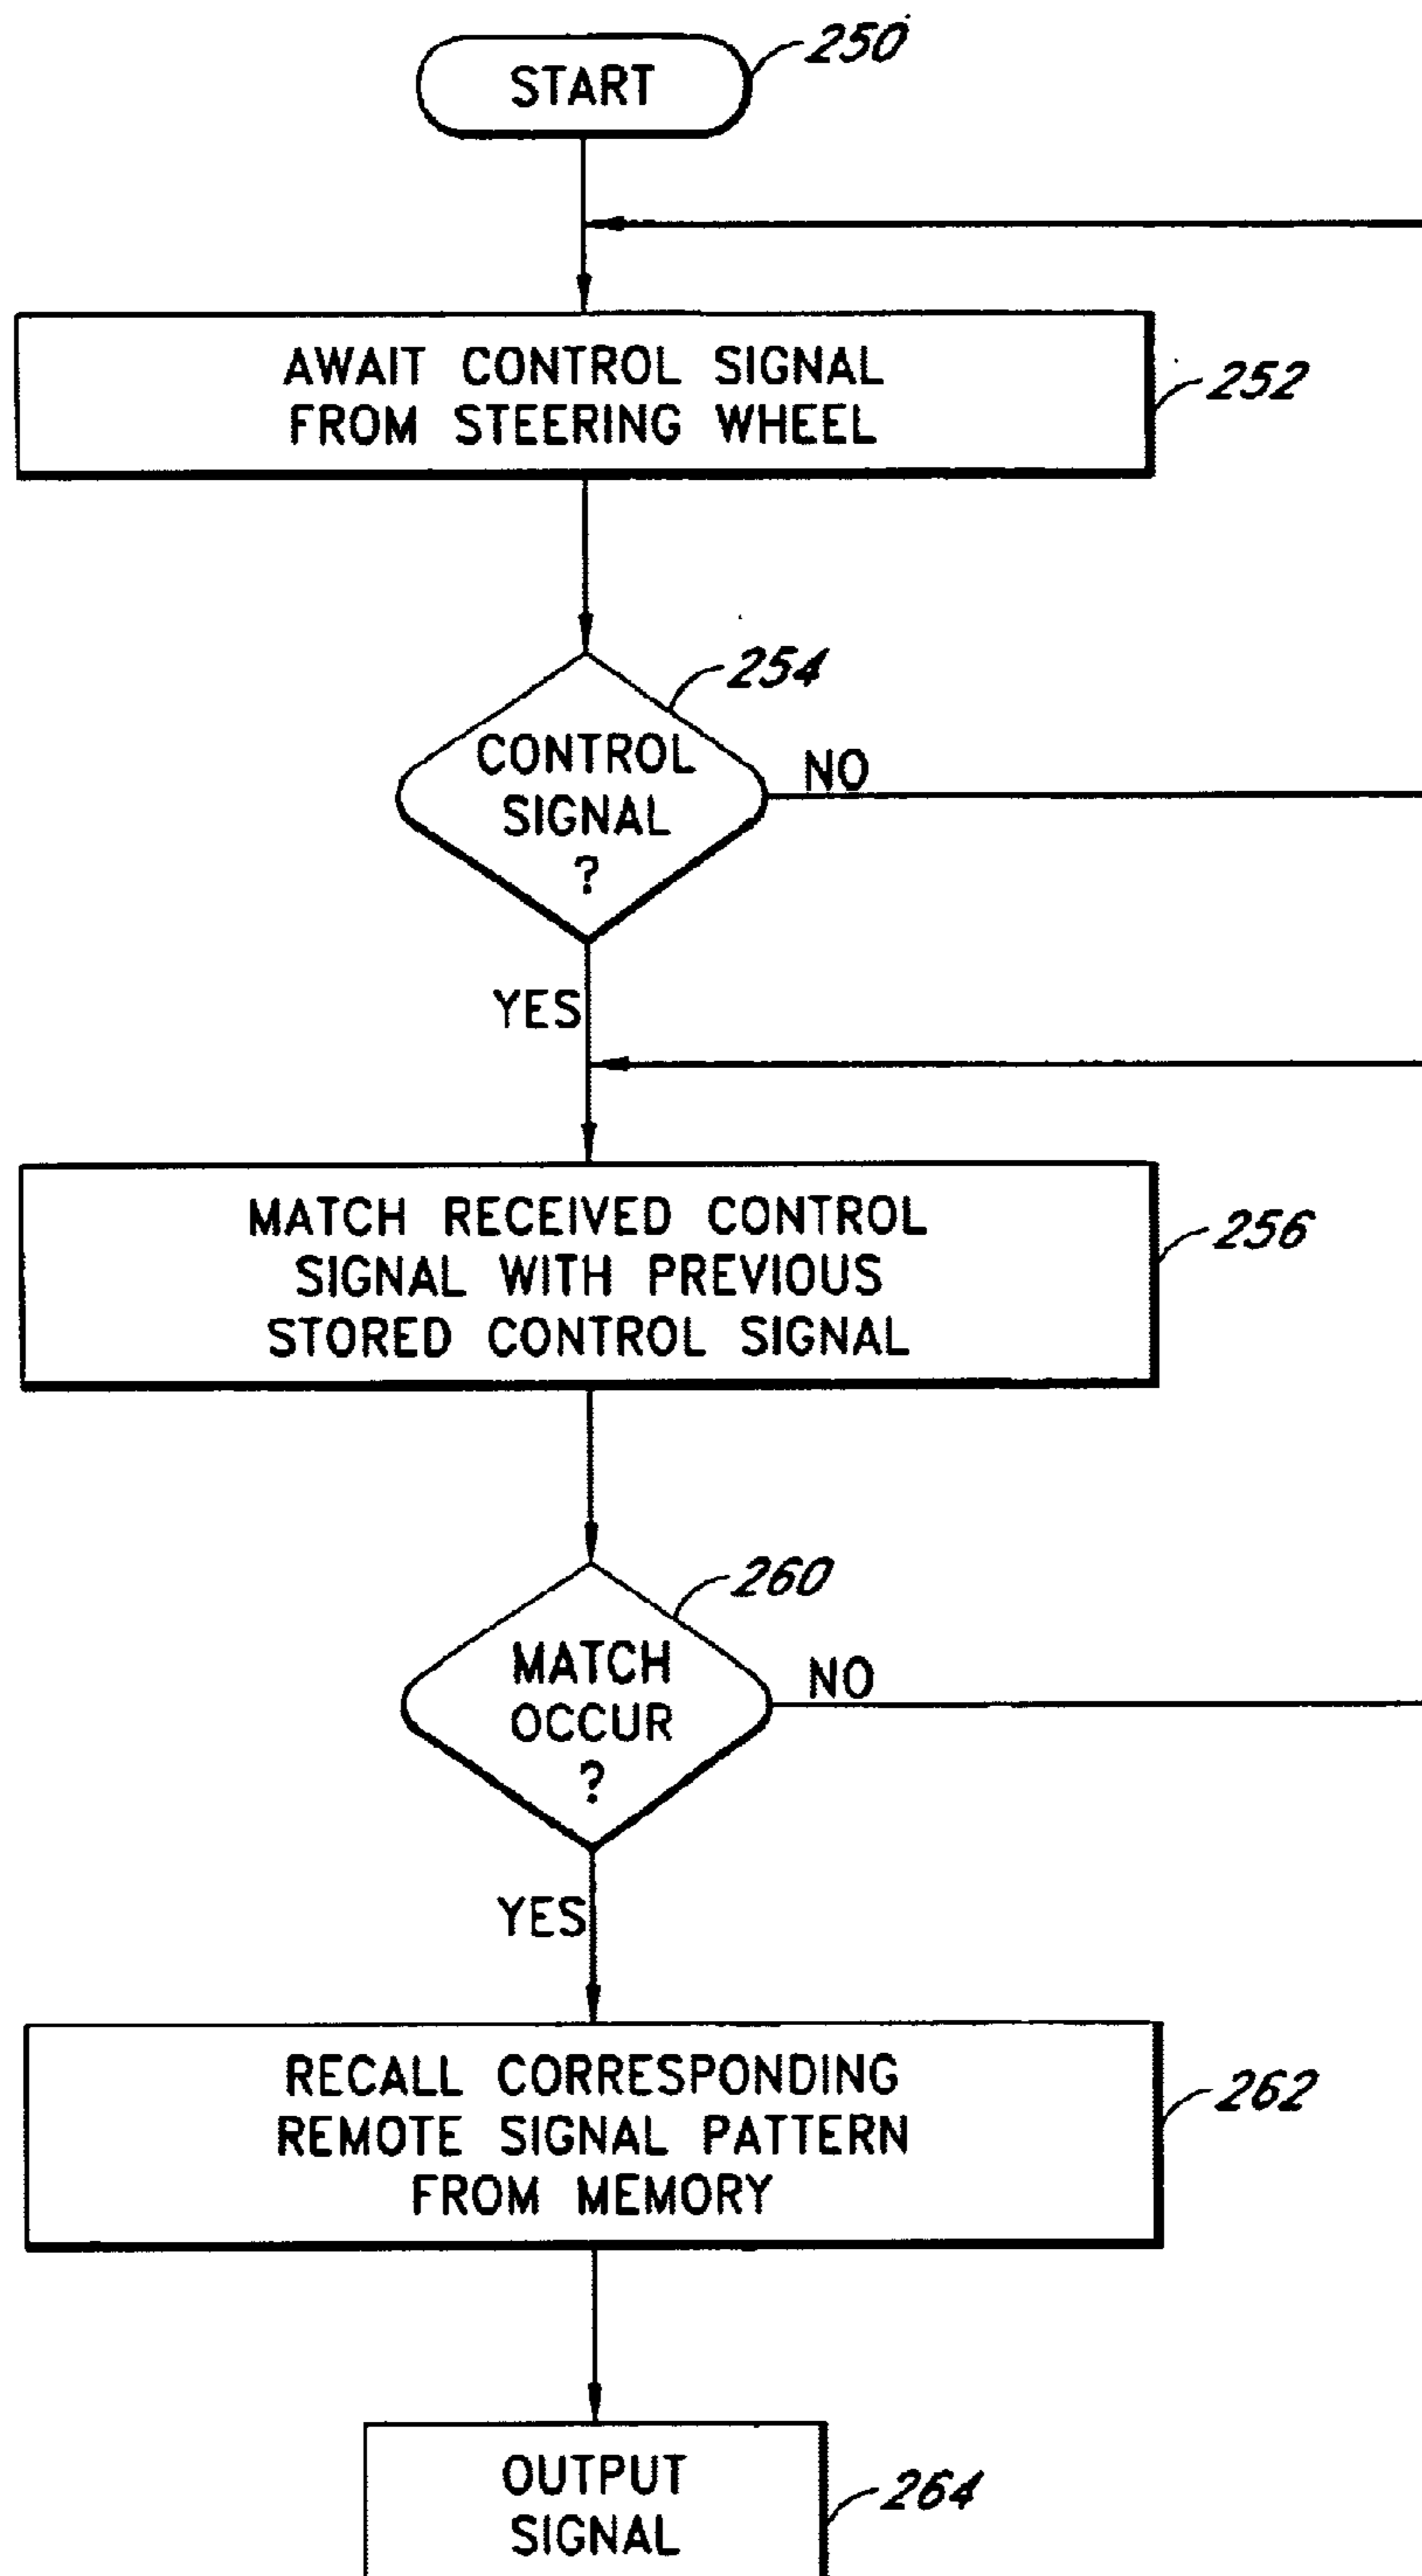 START
250
AWAIT CONTROL SIGNAL
FROM STEERING WHEEL
252
254
CONTROL
SIGNAL
?
NO
YES
MATCH RECEIVED CONTROL
SIGNAL WITH PREVIOUS
STORED CONTROL SIGNAL
256
260
MATCH
OCCUR
?
NO
YES
RECALL CORRESPONDING
REMOTE SIGNAL PATTERN
FROM MEMORY
262
OUTPUT
SIGNAL
264